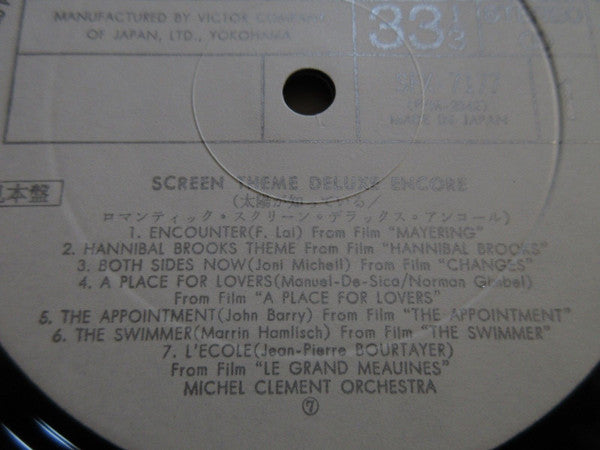 MANUFACTURED BY VICTOR COMPANY
OF JAPAN, LTD., YOKOHAMA
33 1/3
MADE IN JAPAN
見本盤
SCREEN THEME DELUXE ENCORE
ロマンティック・スクリーン・デラックス・アンコール)
1. ENCOUNTER(F. Lai) From Film "MAYERING"
2. HANNIBAL BROOKS THEME From Film "HANNIBAL BROOKS"
3. BOTH SIDES NOW(Joni Michell) From Film "CHANGES"
4. A PLACE FOR LOVERS(Manuel-De-Sica/Norman Gimbel)
From Film "A PLACE FOR LOVERS"
5. THE APPOINTMENT(John Barry) From Film "THE APPOINTMENT"
6. THE SWIMMER(Marrin Hamlisch) From Film "THE SWIMMER"
7. L'ECOLE(Jean-Pierre BOURTAYER)
From Film "LE GRAND MEAUINES"
MICHEL CLEMENT ORCHESTRA
⑦